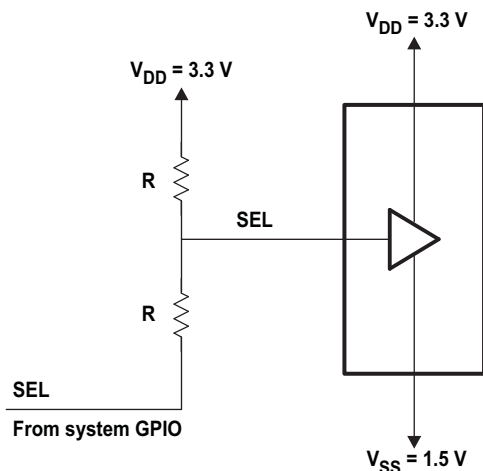 V_DD = 3.3 V
V_DD = 3.3 V
R
SEL
R
SEL
From system GPIO
V_SS = 1.5 V